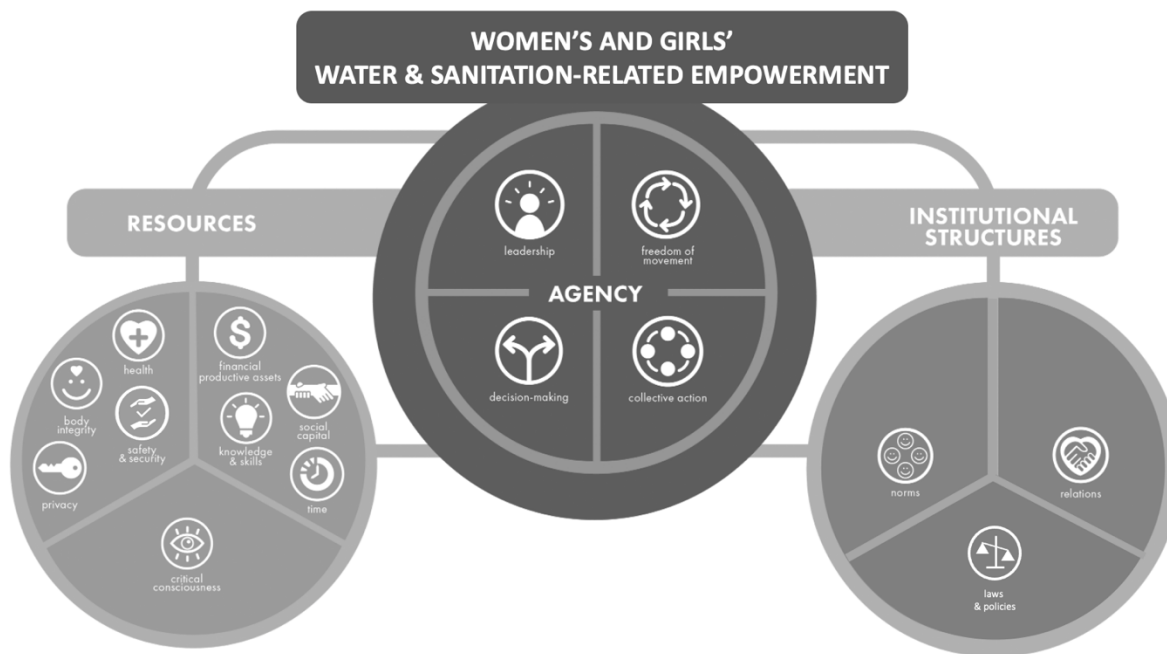 WOMEN'S AND GIRLS'
WATER & SANITATION-RELATED EMPOWERMENT
RESOURCES
health
body
integrity
safety
& security
privacy
financial
productive assets
social
capital
knowledge
& skills
time
critical
consciousness
AGENCY
leadership
freedom of
movement
decision-making
collective action
INSTITUTIONAL
STRUCTURES
norms
relations
laws
& policies